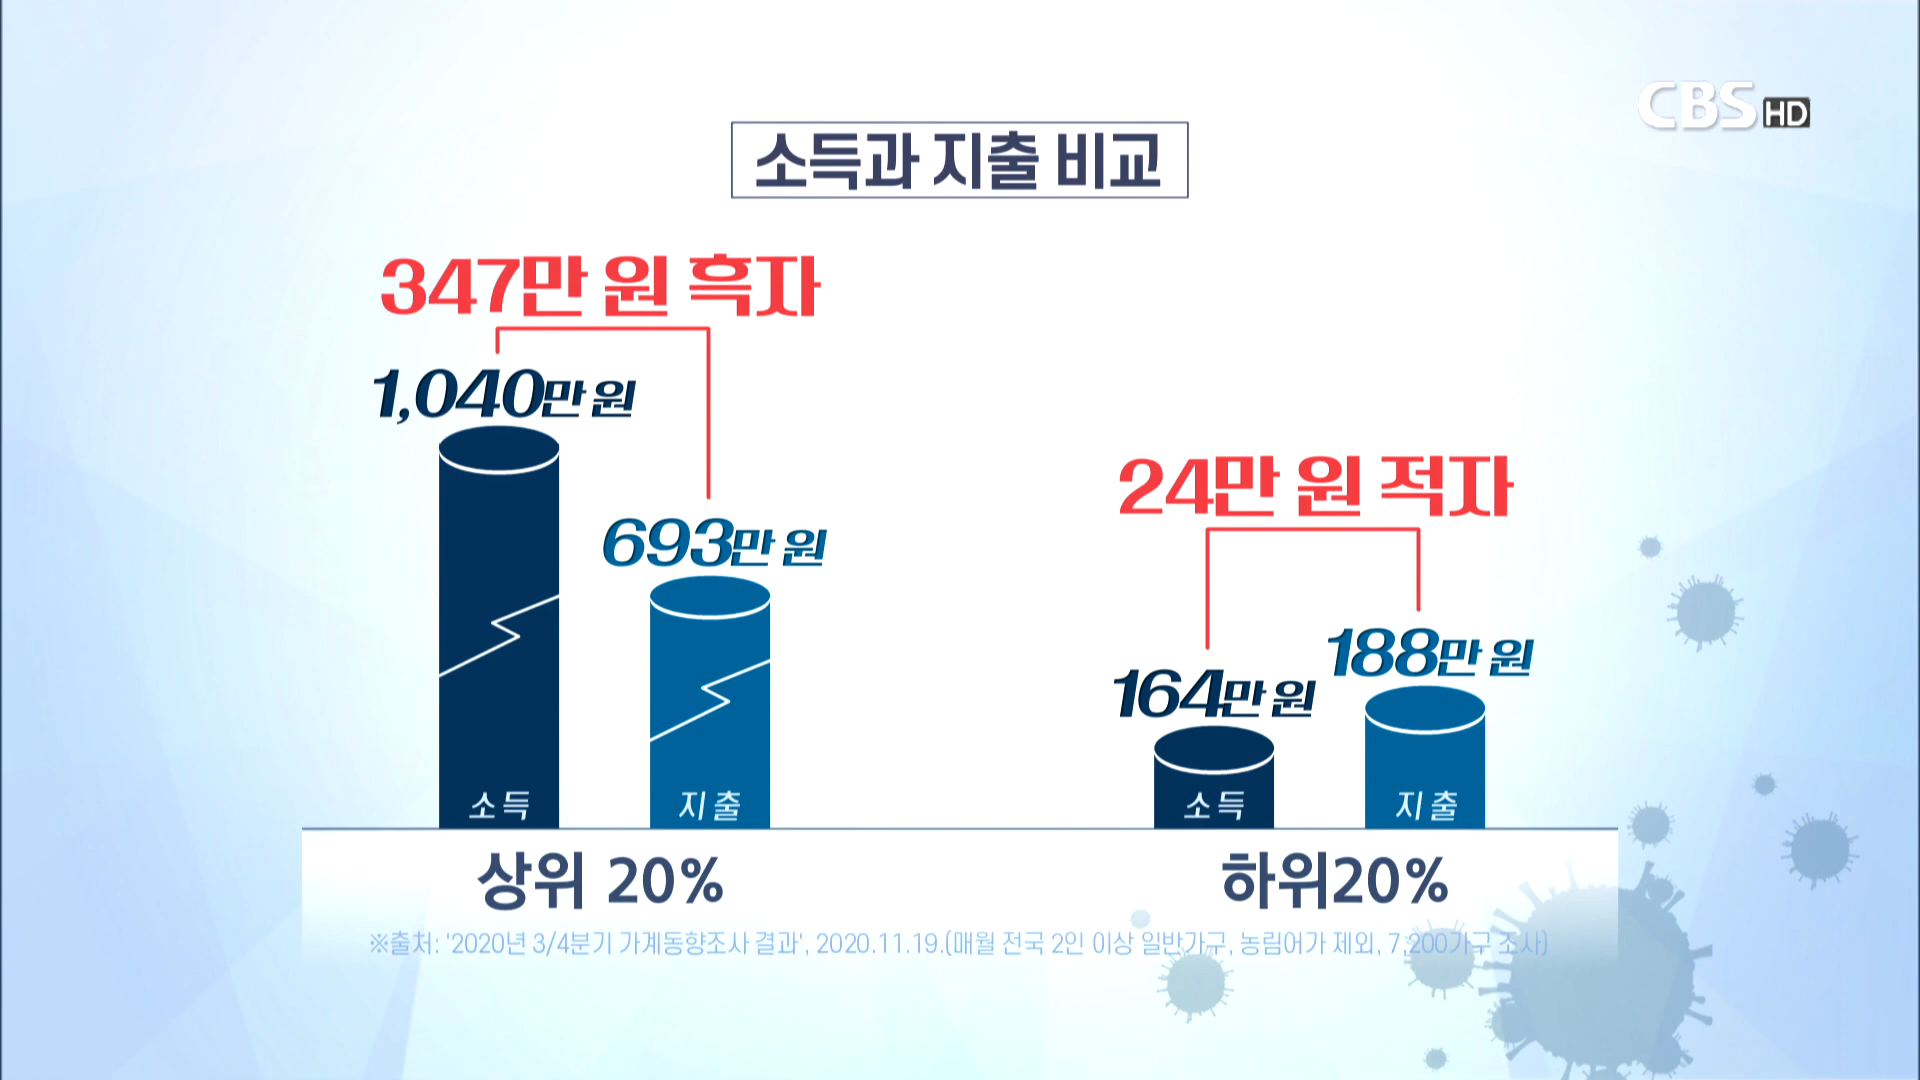 CBS HD
소득과 지출 비교
347만 원 흑자
1,040만 원
693만 원
소득
지출
상위 20%
24만 원 적자
164만 원
188만 원
소득
지출
하위20%
※출처: '2020년 3/4분기 가계동향조사 결과', 2020.11.19.(매월 전국 2인 이상 일반가구, 농림어가 제외, 7,200가구 조사)